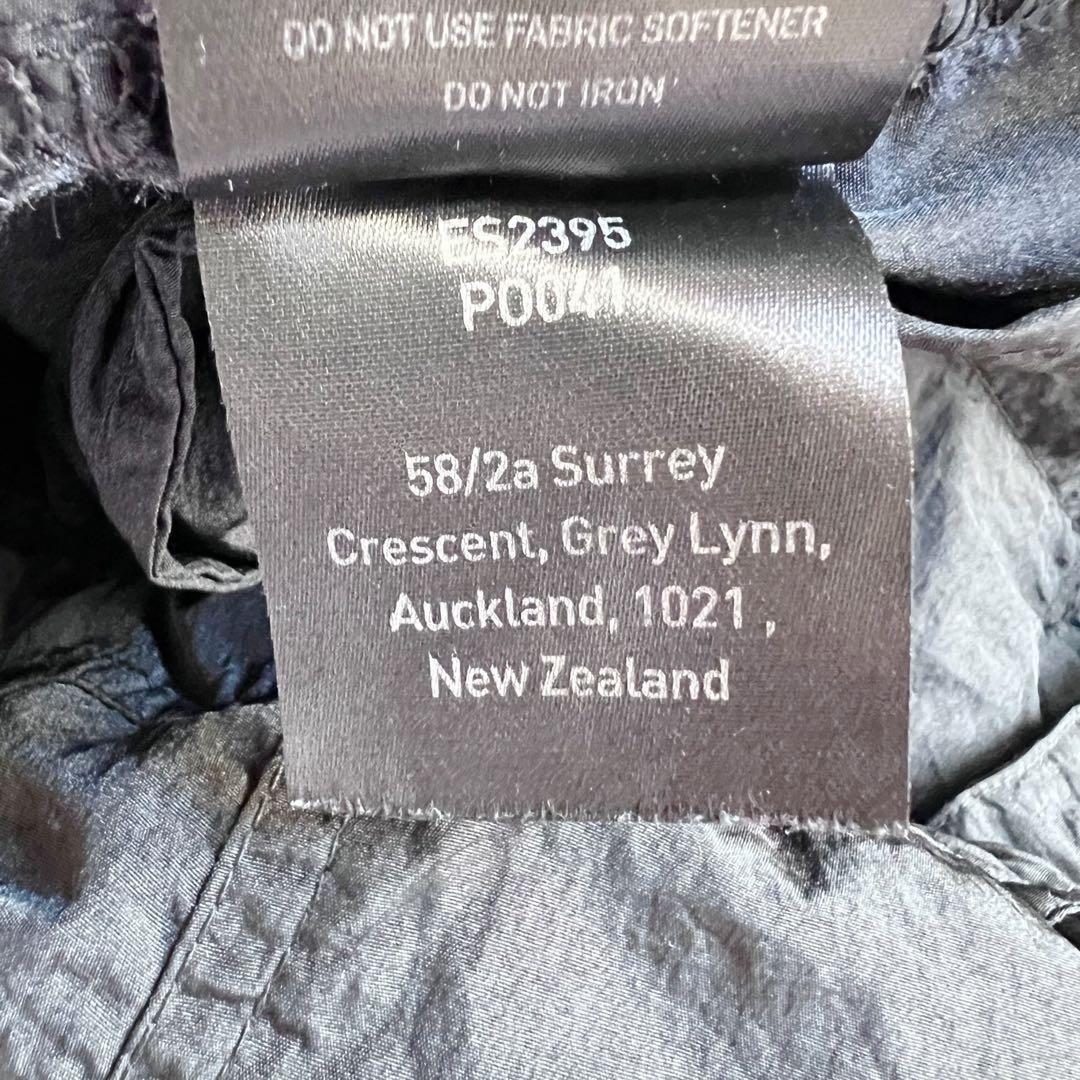 DO NOT USE FABRIC SOFTENER
DO NOT IRON
ES2395
P0041
58/2a Surrey
Crescent, Grey Lynn,
Auckland, 1021 ,
New Zealand